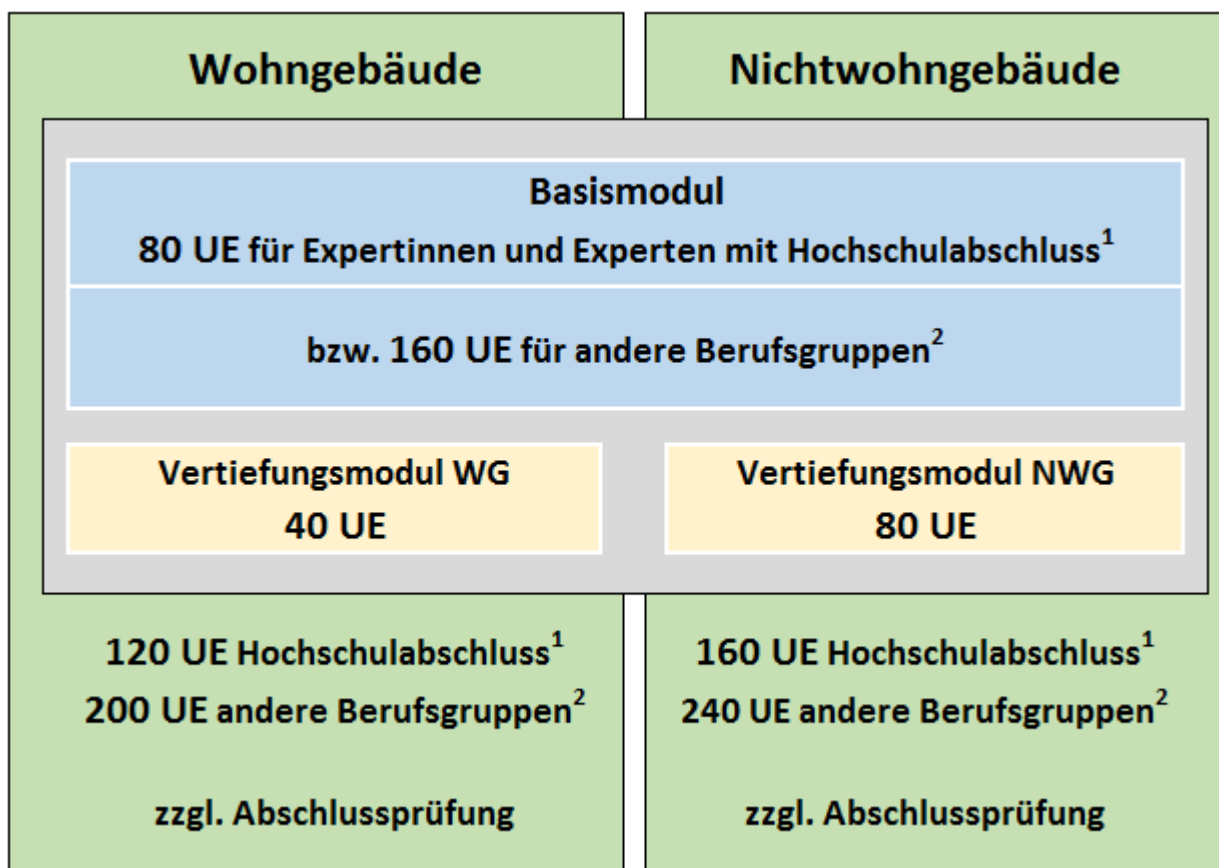 Wohngebäude
Nichtwohngebäude
Basismodul
80 UE für Expertinnen und Experten mit Hochschulabschluss¹
bzw. 160 UE für andere Berufsgruppen²
Vertiefungsmodul WG
40 UE
Vertiefungsmodul NWG
80 UE
120 UE Hochschulabschluss¹
200 UE andere Berufsgruppen²
zzgl. Abschlussprüfung
160 UE Hochschulabschluss¹
240 UE andere Berufsgruppen²
zzgl. Abschlussprüfung